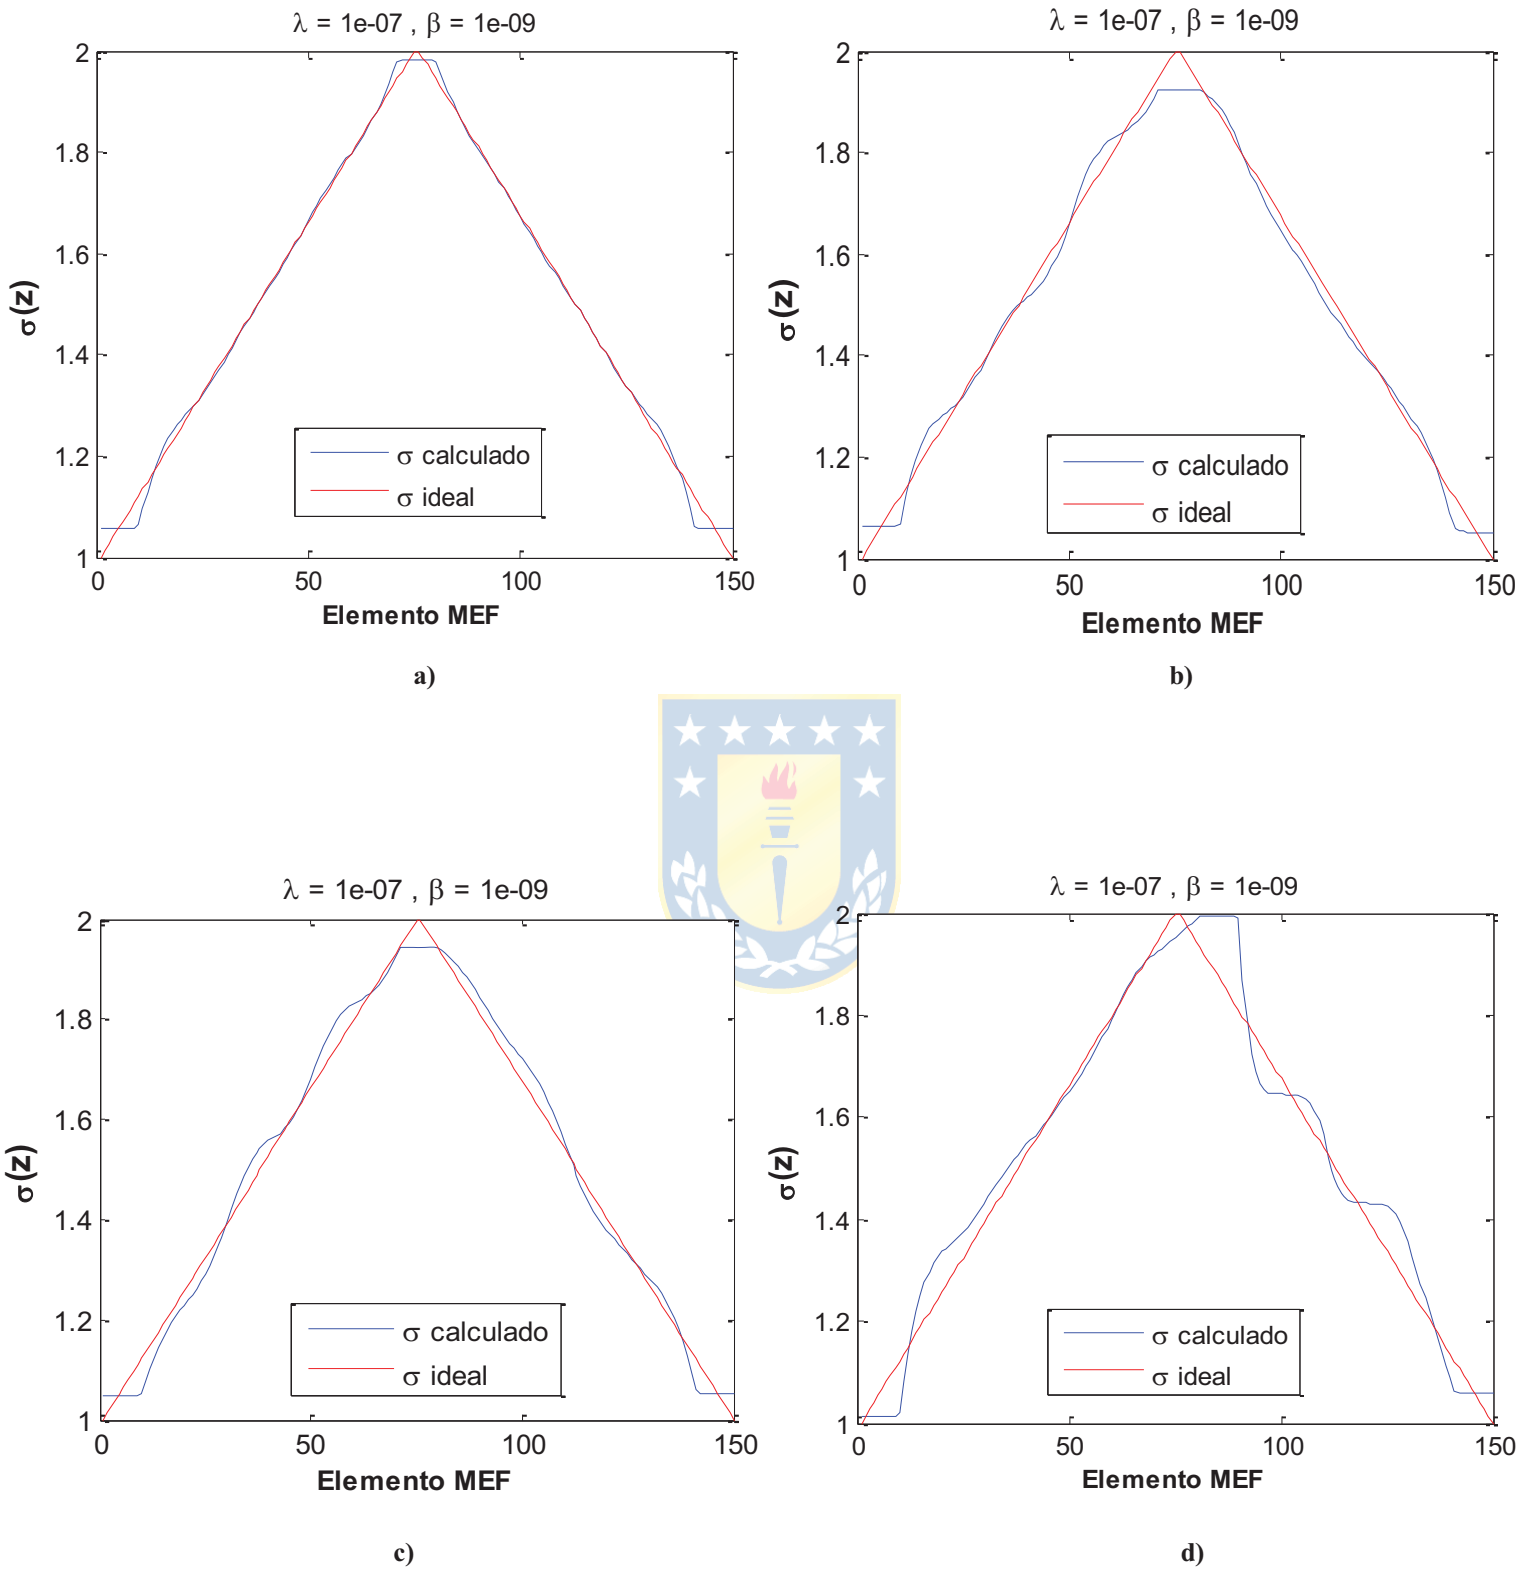 λ = 1e-07 , β = 1e-09
2
1.8
1.6
1.4
1.2
1
σ(z)
σ calculado
σ ideal
0 50 100 150
Elemento MEF
a)
λ = 1e-07 , β = 1e-09
2
1.8
1.6
1.4
1.2
1
σ(z)
σ calculado
σ ideal
0 50 100 150
Elemento MEF
b)
λ = 1e-07 , β = 1e-09
2
1.8
1.6
1.4
1.2
1
σ(z)
σ calculado
σ ideal
0 50 100 150
Elemento MEF
c)
λ = 1e-07 , β = 1e-09
2
1.8
1.6
1.4
1.2
1
σ(z)
σ calculado
σ ideal
0 50 100 150
Elemento MEF
d)